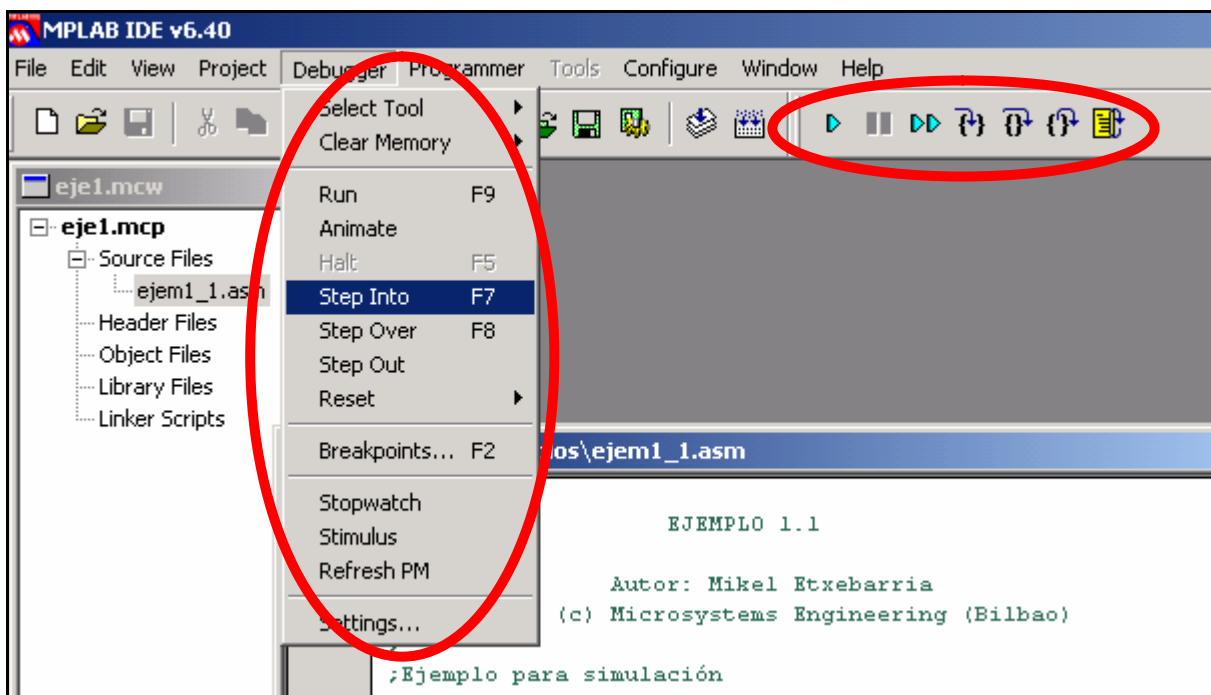 MPLAB IDE v6.40
File Edit View Project Debugger Programmer Tools Configure Window Help
Select Tool
Clear Memory
eje1.mcw
Run F9
eje1.mcp
Animate
Source Files
Halt F5
ejem1_1.asm
Step Into F7
Header Files
Step Over F8
Object Files
Step Out
Library Files
Reset
Linker Scripts
Breakpoints... F2
los\ejem1_1.asm
Stopwatch
EJEMPLO 1.1
Stimulus
Refresh PM
Autor: Mikel Etxebarria
(c) Microsystems Engineering (Bilbao)
Settings...
;
;Ejemplo para simulación